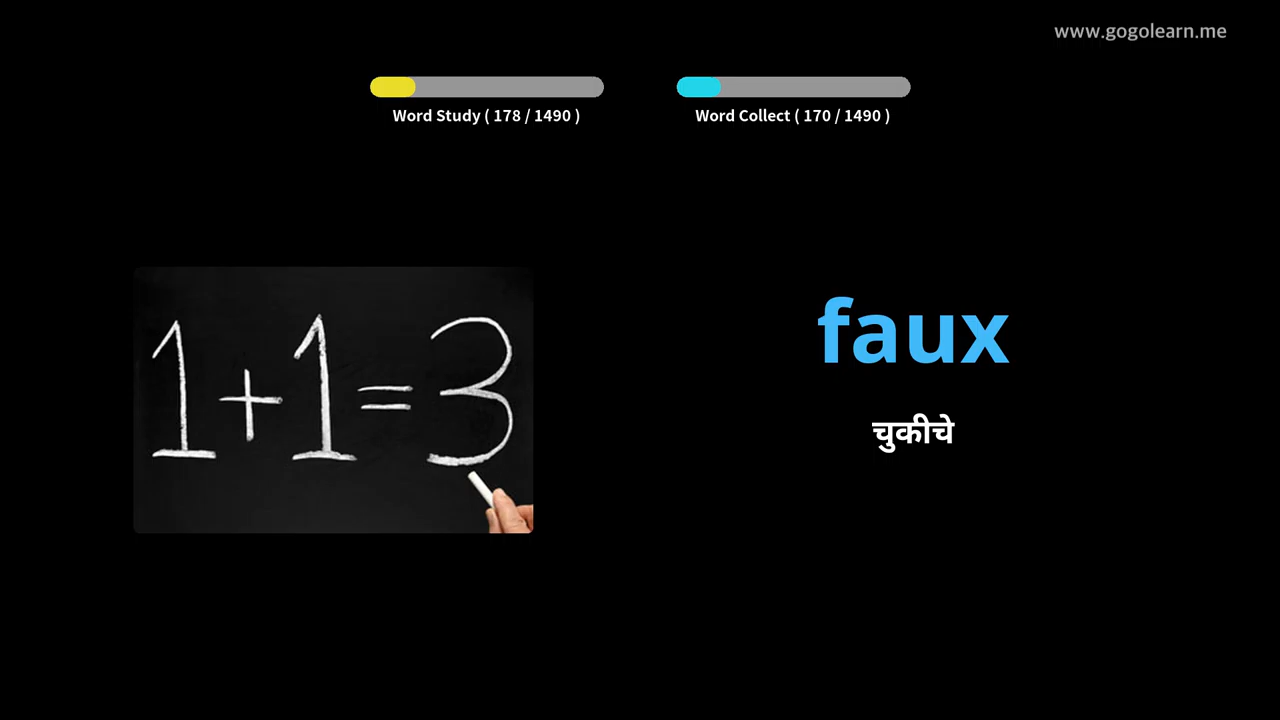 www.gogolearn.me
Word Study ( 178 / 1490 )
Word Collect ( 170 / 1490 )
1+1=3
faux
चुकीचे